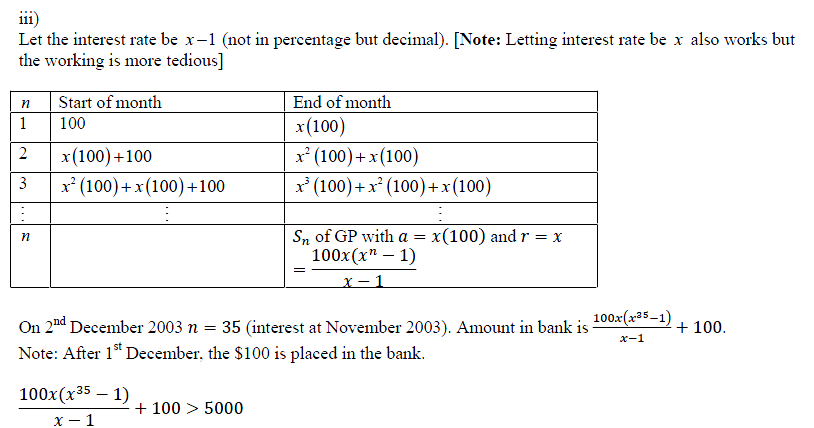 iii)
Let the interest rate be x−1 (not in percentage but decimal). [Note: Letting interest rate be x also works but
the working is more tedious]
n Start of month End of month
1 100 x(100)
2 x(100)+100 x²(100)+x(100)
3 x²(100)+x(100)+100 x³(100)+x²(100)+x(100)
⋮ ⋮ ⋮
n Sₙ of GP with a = x(100) and r = x
= 100x(xⁿ − 1) / x − 1
On 2ⁿᵈ December 2003 n = 35 (interest at November 2003). Amount in bank is 100x(x³⁵−1) / x−1 + 100.
Note: After 1ˢᵗ December, the $100 is placed in the bank.
100x(x³⁵ − 1) / x − 1 + 100 > 5000